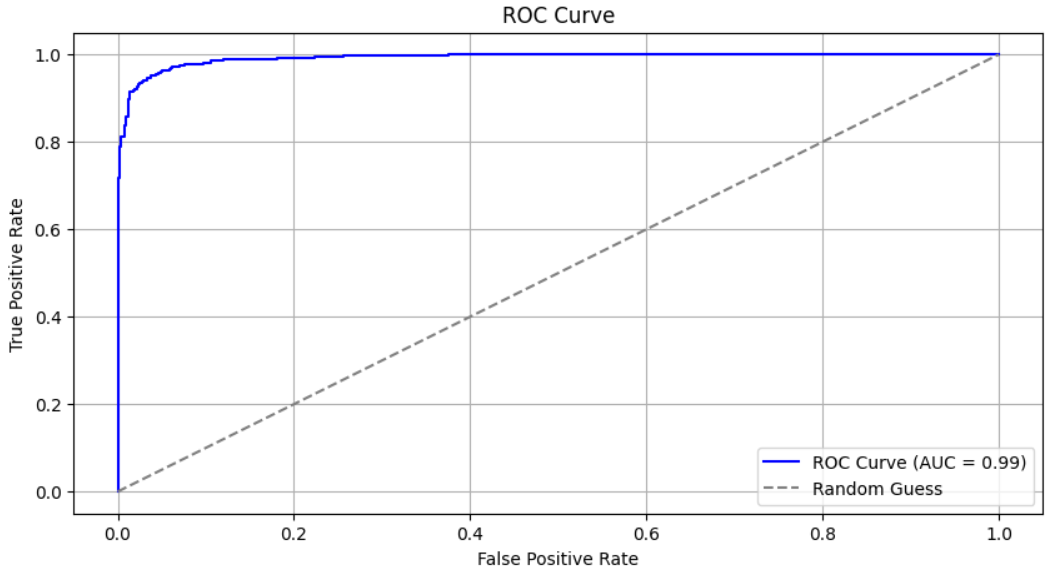 ROC Curve
1.0
0.8
0.6
0.4
0.2
0.0
True Positive Rate
ROC Curve (AUC = 0.99)
Random Guess
0.0 0.2 0.4 0.6 0.8 1.0
False Positive Rate